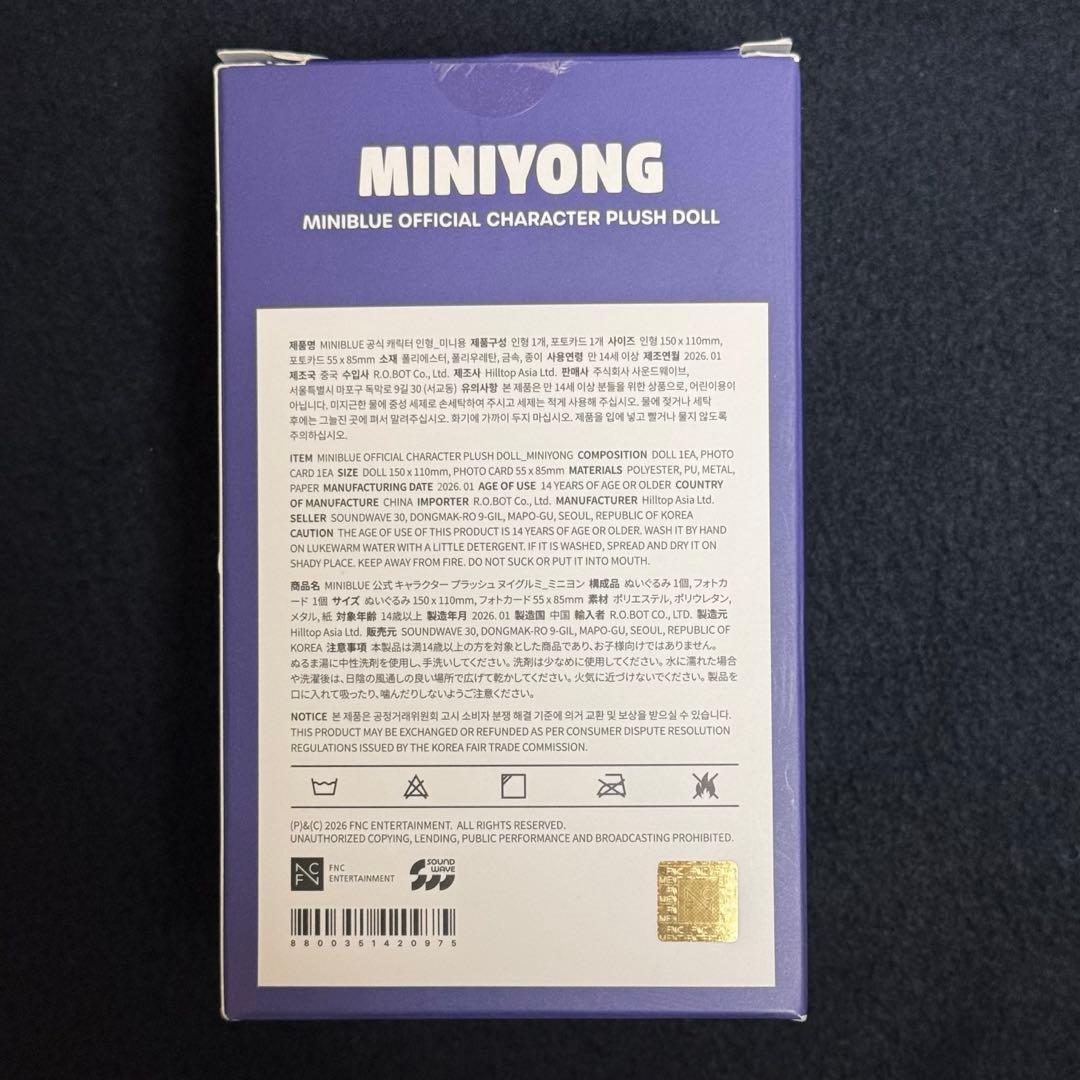 MINIYONG
MINIBLUE OFFICIAL CHARACTER PLUSH DOLL
제품명 MINIBLUE 공식 캐릭터 인형_미니용 제품구성 인형 1개, 포토카드 1개 사이즈 인형 150 x 110mm,
포토카드 55 x 85mm 소재 폴리에스터, 폴리우레탄, 금속, 종이 사용연령 만 14세 이상 제조연월 2026. 01
제조국 중국 수입사 R.O.BOT Co., Ltd. 제조사 Hilltop Asia Ltd. 판매사 주식회사 사운드웨이브,
서울특별시 마포구 독막로 9길 30 (서교동) 유의사항 본 제품은 만 14세 이상 분들을 위한 상품으로, 어린이용이
아닙니다. 미지근한 물에 중성 세제로 손세탁하여 주시고 세제는 적게 사용해 주십시오. 물에 젖거나 세탁
후에는 그늘진 곳에 펴서 말려주십시오. 화기에 가까이 두지 마십시오. 제품을 입에 넣고 빨거나 물지 않도록
주의하십시오.
ITEM MINIBLUE OFFICIAL CHARACTER PLUSH DOLL_MINIYONG COMPOSITION DOLL 1EA, PHOTO
CARD 1EA SIZE DOLL 150 x 110mm, PHOTO CARD 55 x 85mm MATERIALS POLYESTER, PU, METAL,
PAPER MANUFACTURING DATE 2026. 01 AGE OF USE 14 YEARS OF AGE OR OLDER COUNTRY
OF MANUFACTURE CHINA IMPORTER R.O.BOT Co., Ltd. MANUFACTURER Hilltop Asia Ltd.
SELLER SOUNDWAVE 30, DONGMAK-RO 9-GIL, MAPO-GU, SEOUL, REPUBLIC OF KOREA
CAUTION THE AGE OF USE OF THIS PRODUCT IS 14 YEARS OF AGE OR OLDER. WASH IT BY HAND
ON LUKEWARM WATER WITH A LITTLE DETERGENT. IF IT IS WASHED, SPREAD AND DRY IT ON
SHADY PLACE. KEEP AWAY FROM FIRE. DO NOT SUCK OR PUT IT INTO MOUTH.
商品名 MINIBLUE 公式 キャラクター プラッシュ ヌイグルミ_ミニヨン 構成品 ぬいぐるみ 1個, フォトカ
ード 1個 サイズ ぬいぐるみ 150 x 110mm, フォトカード 55 x 85mm 素材 ポリエステル, ポリウレタン,
メタル, 紙 対象年齢 14歳以上 製造年月 2026. 01 製造国 中国 輸入者 R.O.BOT CO., LTD. 製造元
Hilltop Asia Ltd. 販売元 SOUNDWAVE 30, DONGMAK-RO 9-GIL, MAPO-GU, SEOUL, REPUBLIC OF
KOREA 注意事項 本製品は満14歳以上の方を対象とした商品であり、お子様向けではありません。
ぬるま湯に中性洗剤を使用し、手洗いしてください。洗剤は少なめに使用してください。水に濡れた場合
や洗濯後は、日陰の風通しの良い場所で広げて乾かしてください。火気に近づけないでください。製品を
口に入れて吸ったり、噛んだりしないようご注意ください。
NOTICE 본 제품은 공정거래위원회 고시 소비자 분쟁 해결 기준에 의거 교환 및 보상을 받으실 수 있습니다.
THIS PRODUCT MAY BE EXCHANGED OR REFUNDED AS PER CONSUMER DISPUTE RESOLUTION
REGULATIONS ISSUED BY THE KOREA FAIR TRADE COMMISSION.
(P)&(C) 2026 FNC ENTERTAINMENT. ALL RIGHTS RESERVED.
UNAUTHORIZED COPYING, LENDING, PUBLIC PERFORMANCE AND BROADCASTING PROHIBITED.
FNC
ENTERTAINMENT
SOUND
WAVE
8800351420975